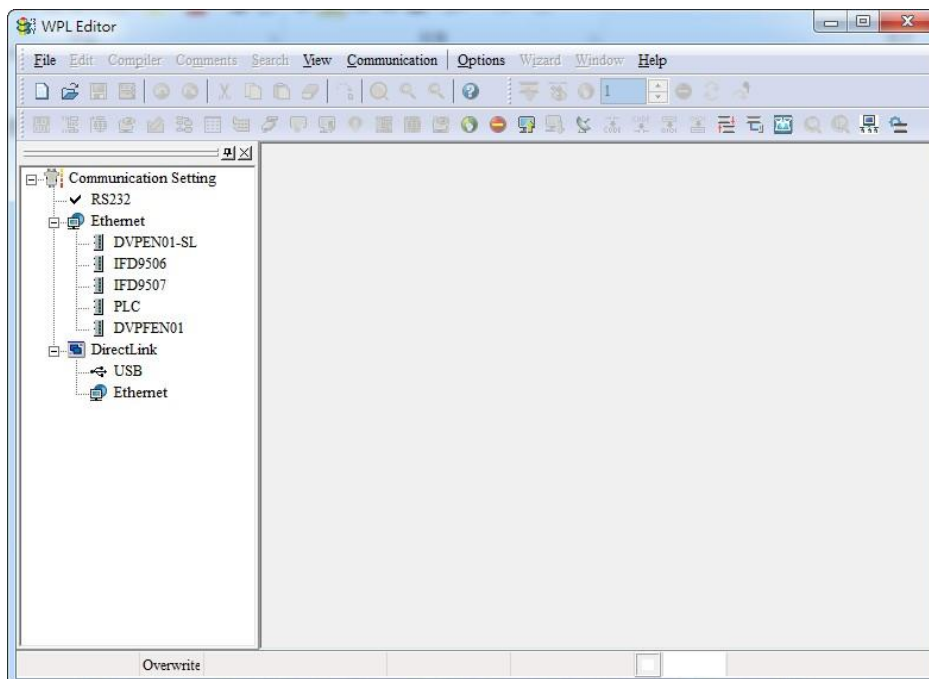 WPL Editor
File Edit Compiler Comments Search View Communication Options Wizard Window Help
1
Communication Setting
RS232
Ethernet
DVPEN01-SL
IFD9506
IFD9507
PLC
DVPFEN01
DirectLink
USB
Ethernet
Overwrite